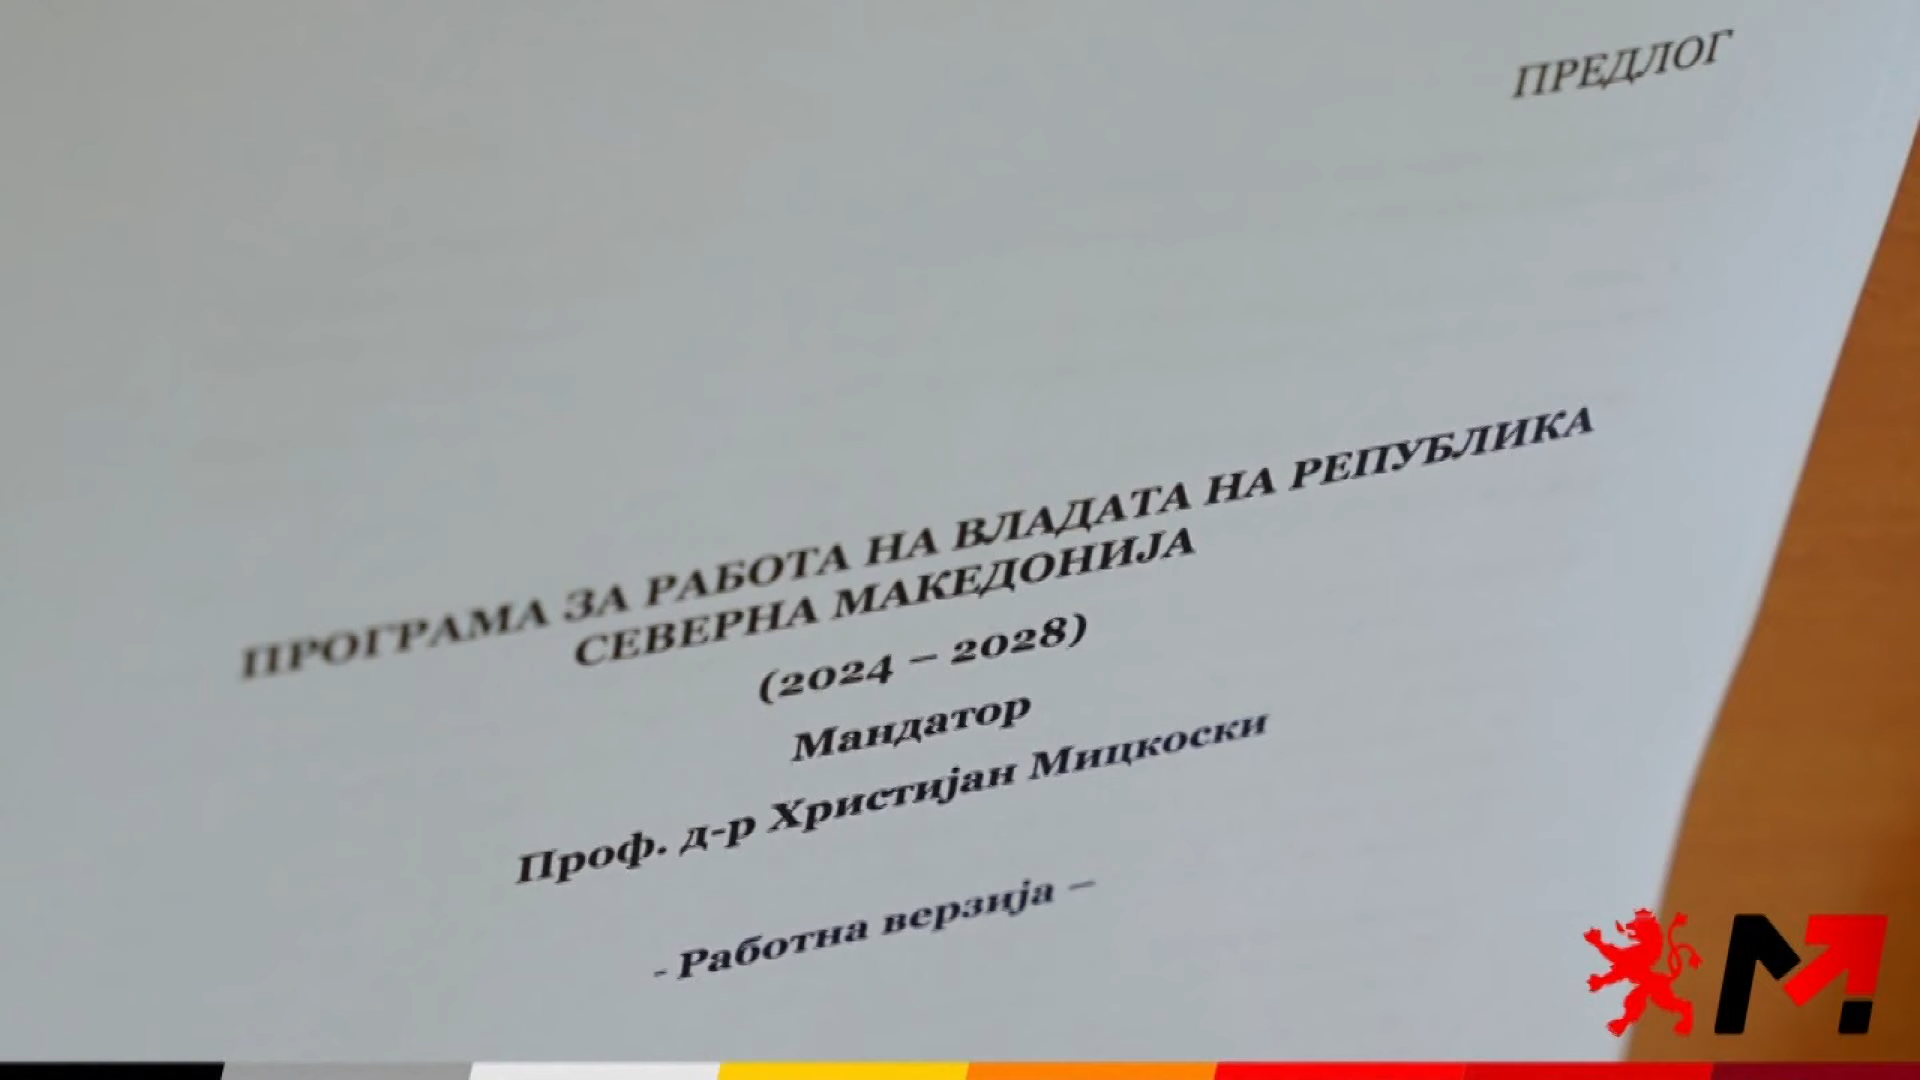 ПРЕДЛОГ
ПРОГРАМА ЗА РАБОТА НА ВЛАДАТА НА РЕПУБЛИКА
СЕВЕРНА МАКЕДОНИЈА
(2024 – 2028)
Мандатор
Проф. д-р Христијан Мицкоски
- Работна верзија –